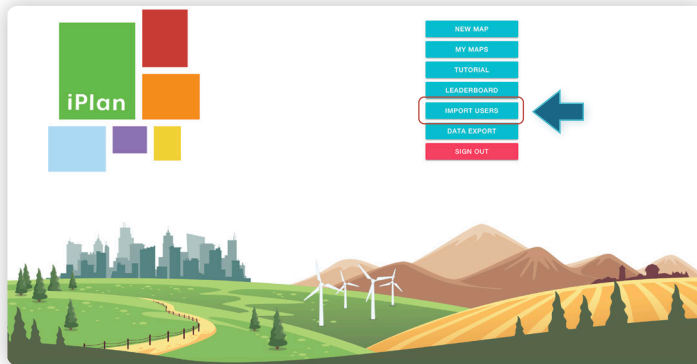 iPlan
NEW MAP
MY MAPS
TUTORIAL
LEADERBOARD
IMPORT USERS
DATA EXPORT
SIGN OUT